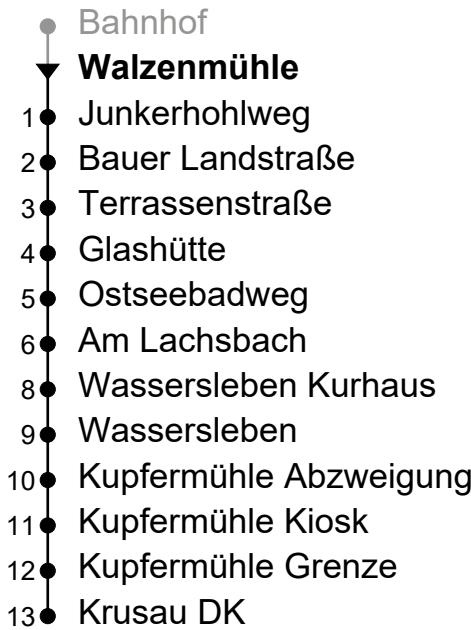 Bahnhof
Walzenmühle
1 Junkerhohlweg
2 Bauer Landstraße
3 Terrassenstraße
4 Glashütte
5 Ostseebadweg
6 Am Lachsbach
8 Wassersleben Kurhaus
9 Wassersleben
10 Kupfermühle Abzweigung
11 Kupfermühle Kiosk
12 Kupfermühle Grenze
13 Krusau DK